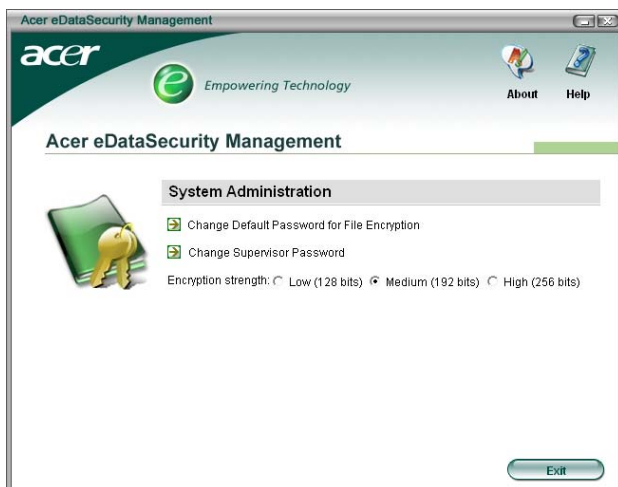 Acer eDataSecurity Management
acer
e Empowering Technology
About Help
Acer eDataSecurity Management
System Administration
Change Default Password for File Encryption
Change Supervisor Password
Encryption strength: Low (128 bits) Medium (192 bits) High (256 bits)
Exit